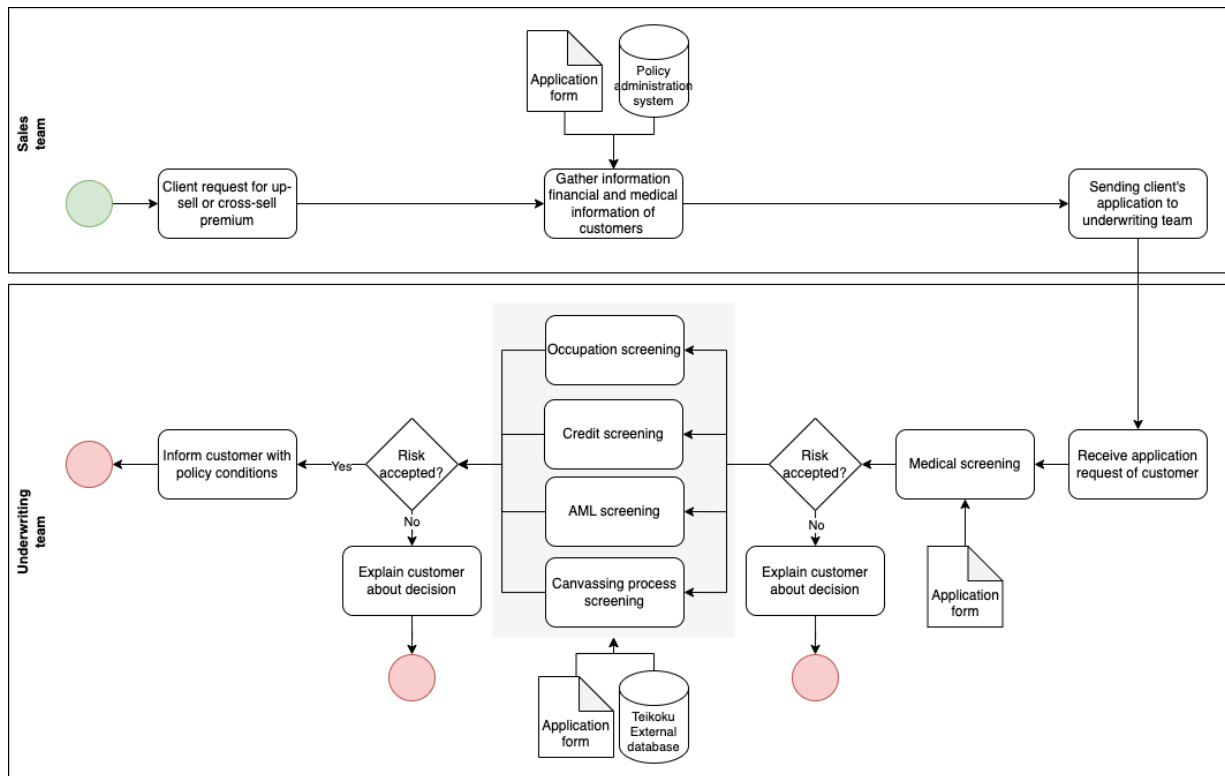 Sales
team
Application
form
Policy
administration
system
Client request for up-
sell or cross-sell
premium
Gather information
financial and medical
information of
customers
Sending client's
application to
underwriting team
Underwriting
team
Occupation screening
Credit screening
AML screening
Canvassing process
screening
Inform customer with
policy conditions
Yes
Risk
accepted?
No
Explain customer
about decision
Risk
accepted?
No
Explain customer
about decision
Medical screening
Receive application
request of customer
Application
form
Application
form
Teikoku
External
database